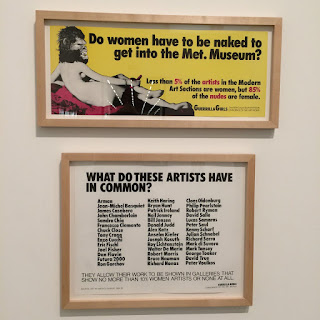 Do women have to be naked to
get into the Met. Museum?
Less than 5% of the artists in the Modern
Art Sections are women, but 85%
of the nudes are female.
GUERRILLA GIRLS
WHAT DO THESE ARTISTS HAVE
IN COMMON?
Arman
Jean-Michel Basquiat
James Casebere
John Chamberlain
Sandro Chia
Francesco Clemente
Chuck Close
Tony Cragg
Enzo Cucchi
Eric Fischl
Joel Fisher
Dan Flavin
Futura 2000
Ron Gorchov
Keith Haring
Bryan Hunt
Patrick Ireland
Neil Jenney
Bill Jensen
Donald Judd
Alex Katz
Anselm Kiefer
Joseph Kosuth
Roy Lichtenstein
Walter De Maria
Robert Morris
Bruce Nauman
Richard Nonas
Claes Oldenburg
Philip Pearlstein
Robert Ryman
David Salle
Lucas Samaras
Peter Saul
Kenny Scharf
Julian Schnabel
Richard Serra
Mark di Suvero
Mark Tansey
George Tooker
David True
Peter Voulkos
THEY ALLOW THEIR WORK TO BE SHOWN IN GALLERIES THAT
SHOW NO MORE THAN 10% WOMEN ARTISTS OR NONE AT ALL.